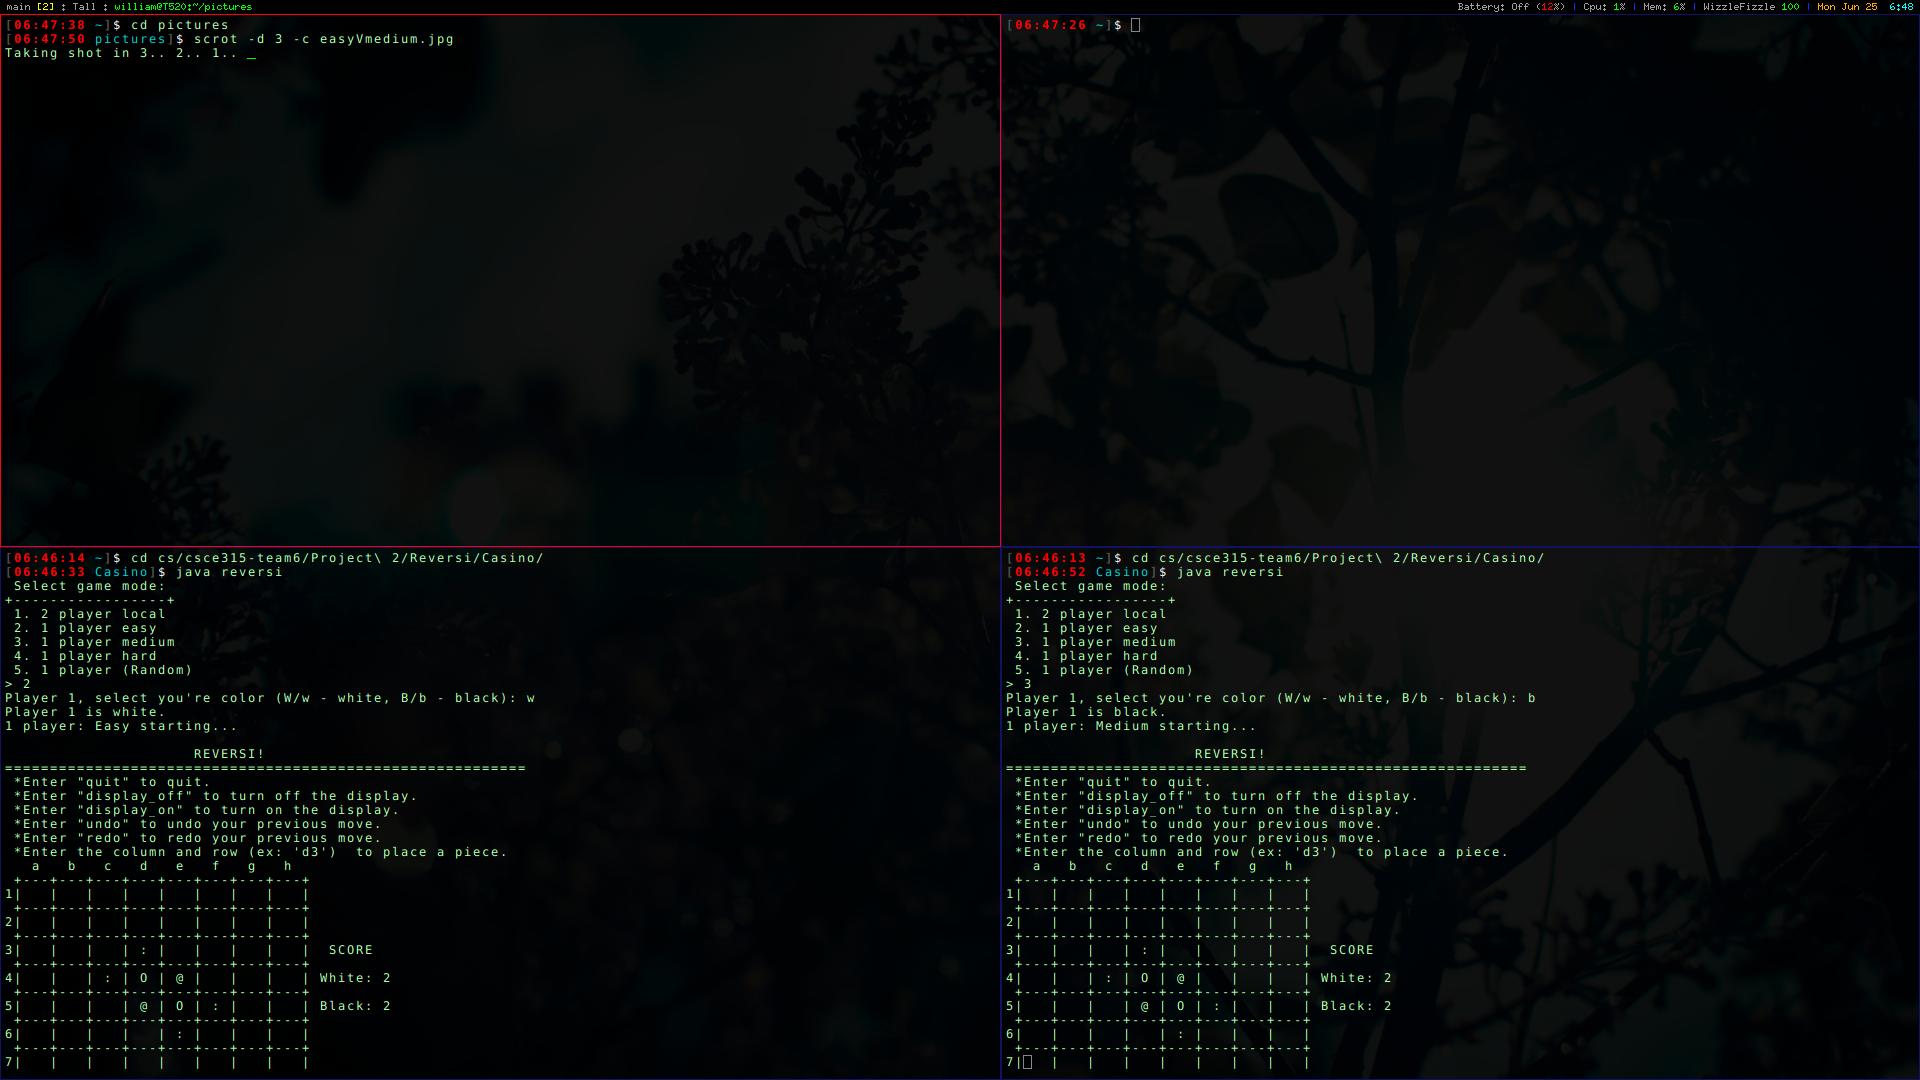 main [2] : Tall : william@T520:~/pictures
Battery: Off (12%) | Cpu: 1% | Mem: 6% | WizzleFizzle 100 | Mon Jun 25  6:48
[06:47:38 ~]$ cd pictures
[06:47:50 pictures]$ scrot -d 3 -c easyVmedium.jpg
Taking shot in 3.. 2.. 1.. _
[06:47:26 ~]$
[06:46:14 ~]$ cd cs/csce315-team6/Project\ 2/Reversi/Casino/
[06:46:33 Casino]$ java reversi
 Select game mode:
+-----------------+
 1. 2 player local
 2. 1 player easy
 3. 1 player medium
 4. 1 player hard
 5. 1 player (Random)
> 2
Player 1, select you're color (W/w - white, B/b - black): w
Player 1 is white.
1 player: Easy starting...
                     REVERSI!
==========================================================
 *Enter "quit" to quit.
 *Enter "display_off" to turn off the display.
 *Enter "display_on" to turn on the display.
 *Enter "undo" to undo your previous move.
 *Enter "redo" to redo your previous move.
 *Enter the column and row (ex: 'd3')  to place a piece.
   a   b   c   d   e   f   g   h
 +---+---+---+---+---+---+---+---+
1|   |   |   |   |   |   |   |   |
 +---+---+---+---+---+---+---+---+
2|   |   |   |   |   |   |   |   |
 +---+---+---+---+---+---+---+---+
3|   |   |   | : |   |   |   |   |  SCORE
 +---+---+---+---+---+---+---+---+
4|   |   | : | O | @ |   |   |   | White: 2
 +---+---+---+---+---+---+---+---+
5|   |   |   | @ | O | : |   |   | Black: 2
 +---+---+---+---+---+---+---+---+
6|   |   |   |   | : |   |   |   |
 +---+---+---+---+---+---+---+---+
7|   |   |   |   |   |   |   |   |
[06:46:13 ~]$ cd cs/csce315-team6/Project\ 2/Reversi/Casino/
[06:46:52 Casino]$ java reversi
 Select game mode:
+-----------------+
 1. 2 player local
 2. 1 player easy
 3. 1 player medium
 4. 1 player hard
 5. 1 player (Random)
> 3
Player 1, select you're color (W/w - white, B/b - black): b
Player 1 is black.
1 player: Medium starting...
                     REVERSI!
==========================================================
 *Enter "quit" to quit.
 *Enter "display_off" to turn off the display.
 *Enter "display_on" to turn on the display.
 *Enter "undo" to undo your previous move.
 *Enter "redo" to redo your previous move.
 *Enter the column and row (ex: 'd3')  to place a piece.
   a   b   c   d   e   f   g   h
 +---+---+---+---+---+---+---+---+
1|   |   |   |   |   |   |   |   |
 +---+---+---+---+---+---+---+---+
2|   |   |   |   |   |   |   |   |
 +---+---+---+---+---+---+---+---+
3|   |   |   | : |   |   |   |   |  SCORE
 +---+---+---+---+---+---+---+---+
4|   |   | : | O | @ |   |   |   | White: 2
 +---+---+---+---+---+---+---+---+
5|   |   |   | @ | O | : |   |   | Black: 2
 +---+---+---+---+---+---+---+---+
6|   |   |   |   | : |   |   |   |
 +---+---+---+---+---+---+---+---+
7|   |   |   |   |   |   |   |   |